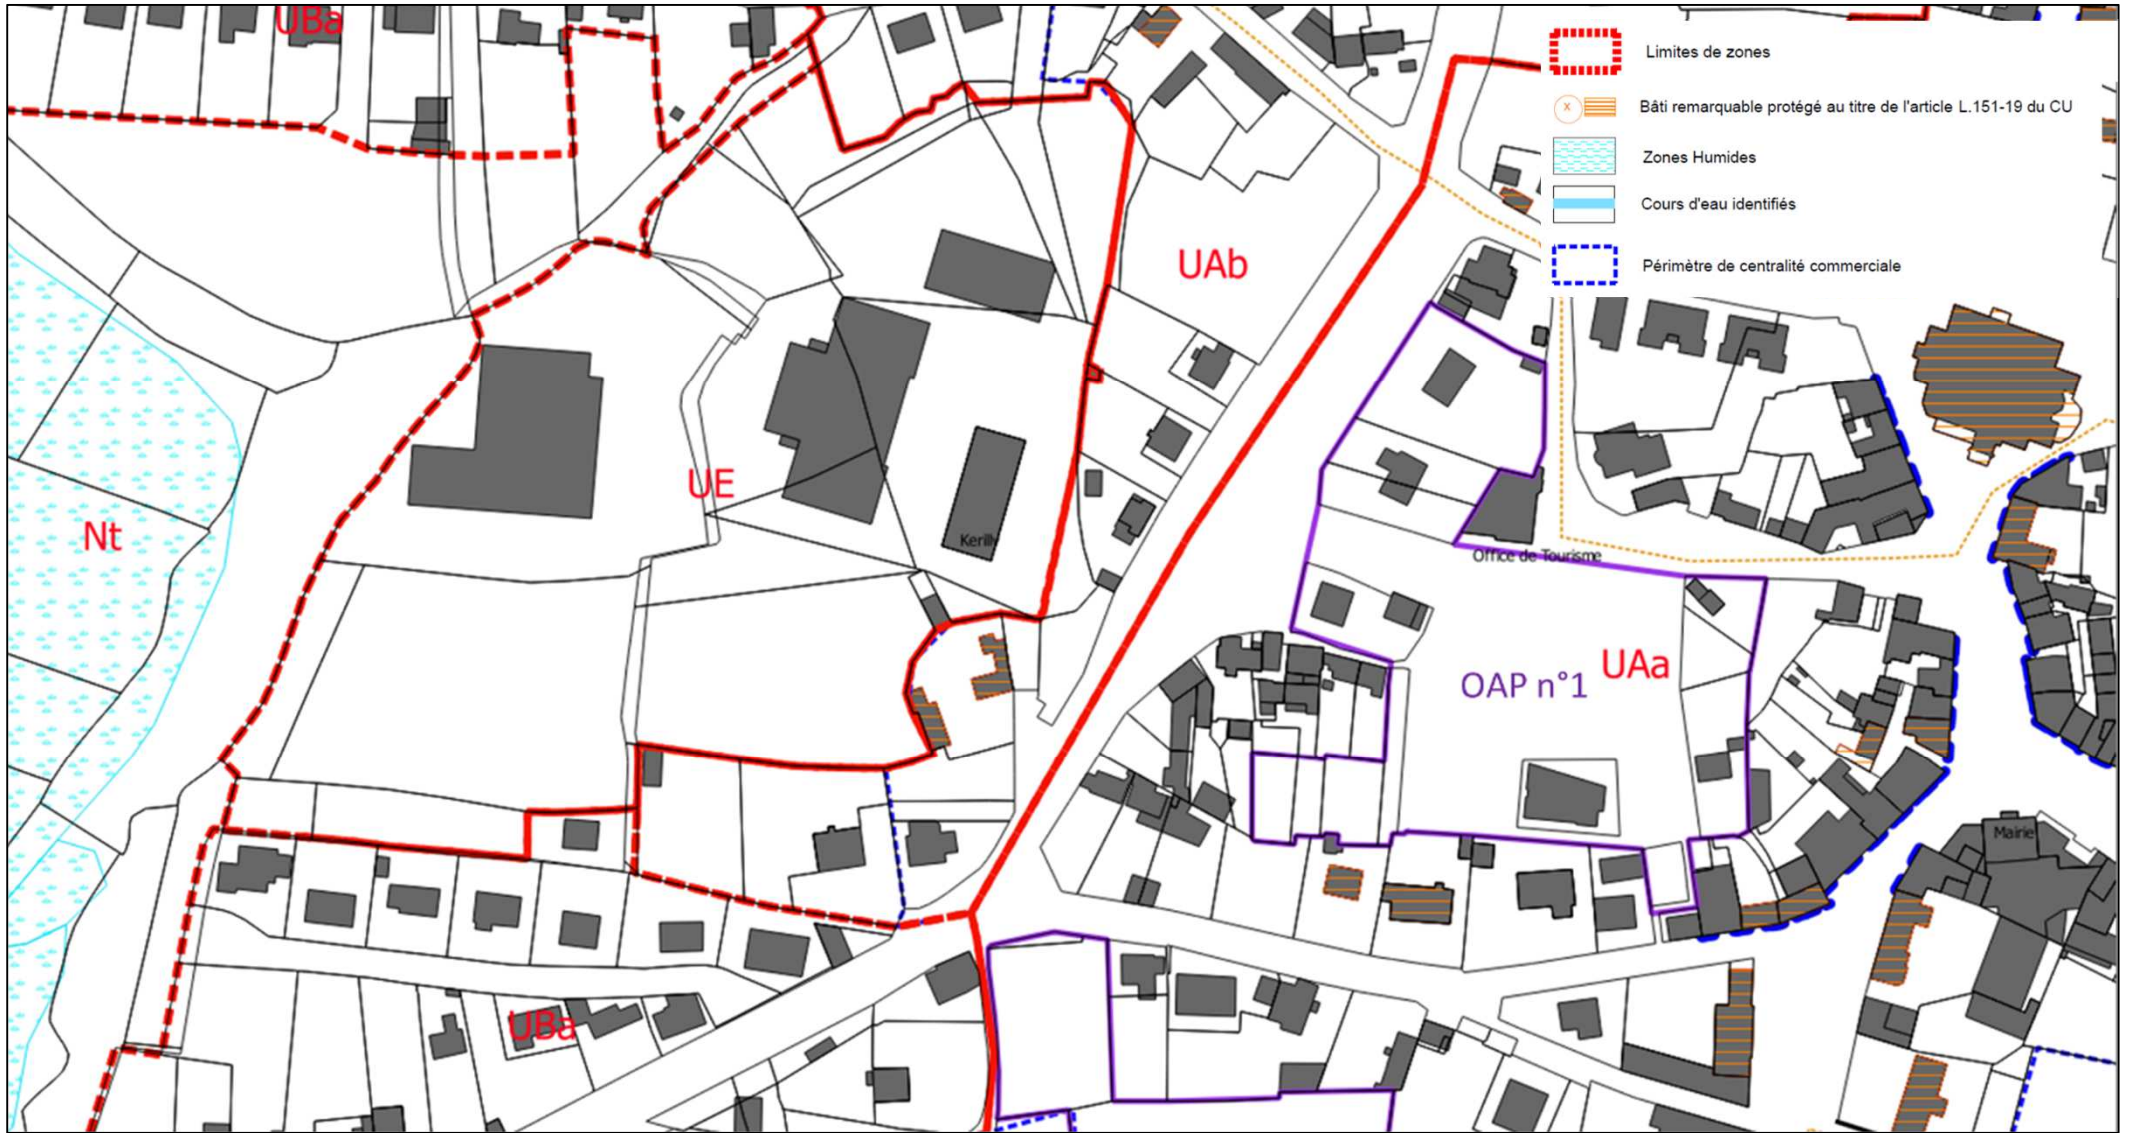 UBa
Limites de zones
X
Bâti remarquable protégé au titre de l'article L.151-19 du CU
Zones Humides
Cours d'eau identifiés
UAb
Périmètre de centralité commerciale
UE
Nt
Office de Tourisme
UAa
OAP n°1
Mairie
UBa